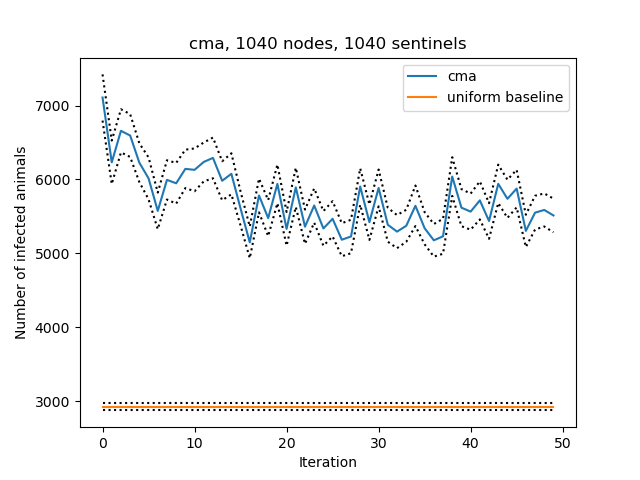 cma, 1040 nodes, 1040 sentinels
cma
uniform baseline
Number of infected animals
7000
6000
5000
4000
3000
0 10 20 30 40 50
Iteration